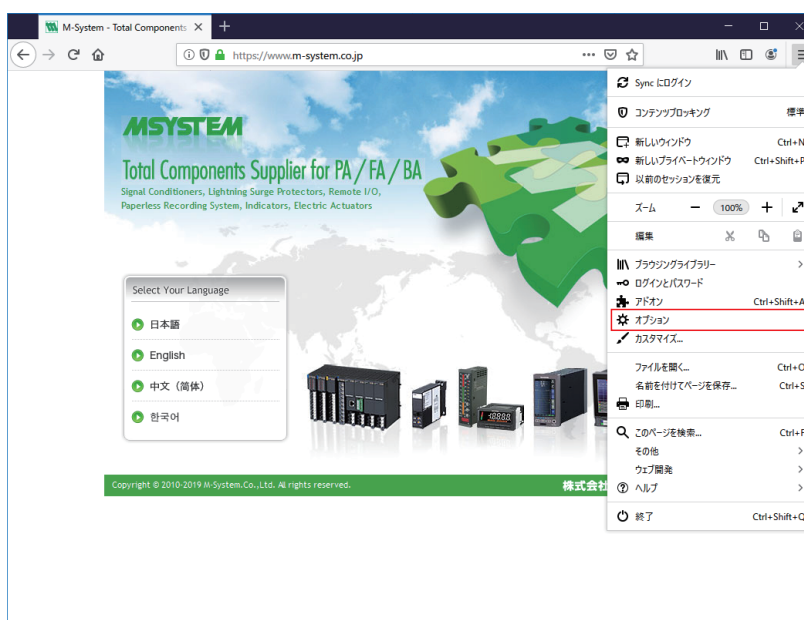 M-System - Total Components
https://www.m-system.co.jp
MSYSTEM
Total Components Supplier for PA / FA / BA
Signal Conditioners, Lightning Surge Protectors, Remote I/O,
Paperless Recording System, Indicators, Electric Actuators
Select Your Language
日本語
English
中文（简体）
한국어
Copyright © 2010-2019 M-System.Co.,Ltd. All rights reserved.
株式会社
Sync にログイン
コンテンツブロッキング 標準
新しいウィンドウ Ctrl+N
新しいプライベートウィンドウ Ctrl+Shift+P
以前のセッションを復元
ズーム 100%
編集
ブラウジングライブラリー
ログインとパスワード
アドオン Ctrl+Shift+A
オプション
カスタマイズ...
ファイルを開く... Ctrl+O
名前を付けてページを保存... Ctrl+S
印刷...
このページを検索... Ctrl+F
その他
ウェブ開発
ヘルプ
終了 Ctrl+Shift+Q